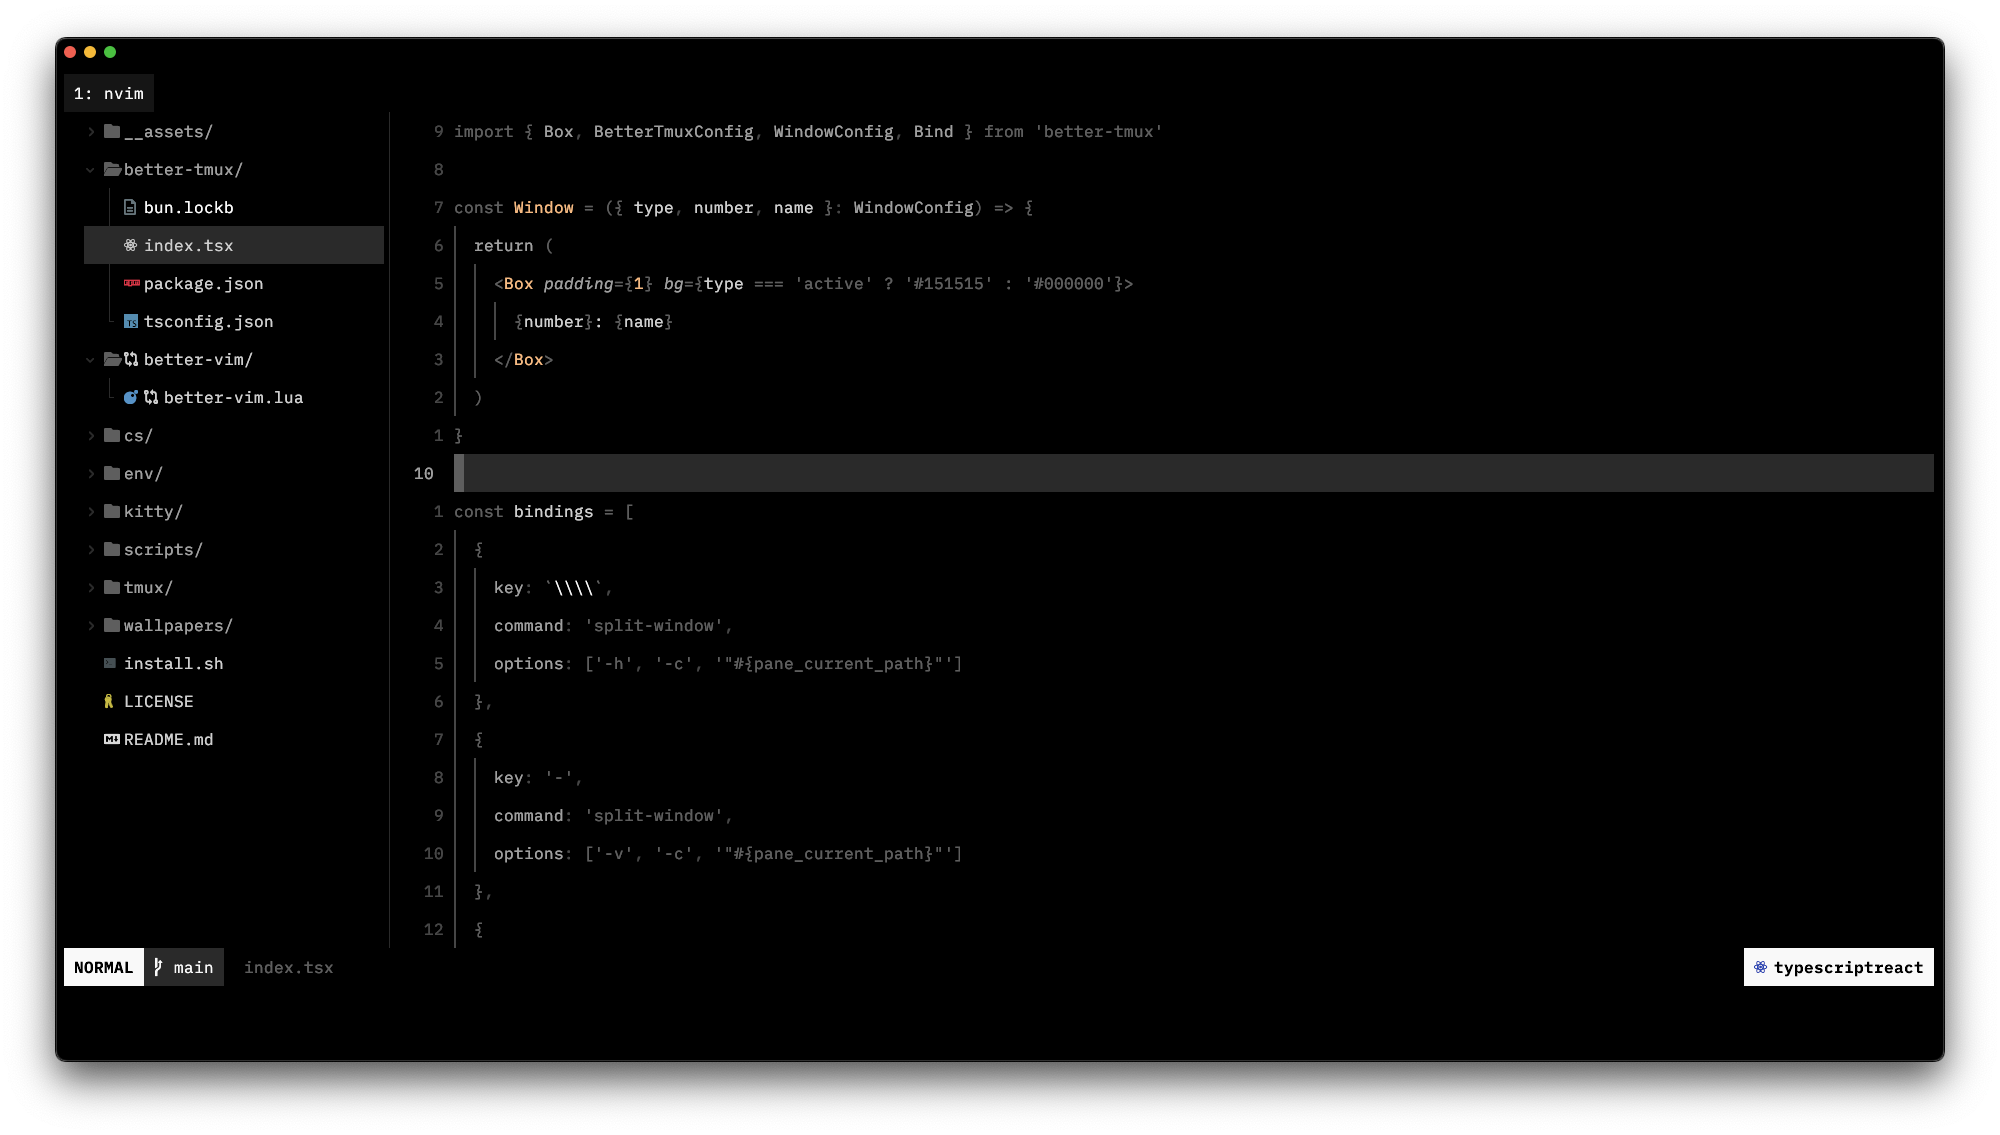 1: nvim
__assets/
better-tmux/
bun.lockb
index.tsx
package.json
tsconfig.json
better-vim/
better-vim.lua
cs/
env/
kitty/
scripts/
tmux/
wallpapers/
install.sh
LICENSE
README.md
9 import { Box, BetterTmuxConfig, WindowConfig, Bind } from 'better-tmux'
8
7 const Window = ({ type, number, name }: WindowConfig) => {
6   return (
5     <Box padding={1} bg={type === 'active' ? '#151515' : '#000000'}>
4       {number}: {name}
3     </Box>
2   )
1 }
10
1 const bindings = [
2   {
3     key: `\\\\`,
4     command: 'split-window',
5     options: ['-h', '-c', '"#{pane_current_path}"']
6   },
7   {
8     key: '-',
9     command: 'split-window',
10     options: ['-v', '-c', '"#{pane_current_path}"']
11   },
12   {
NORMAL main index.tsx typescriptreact